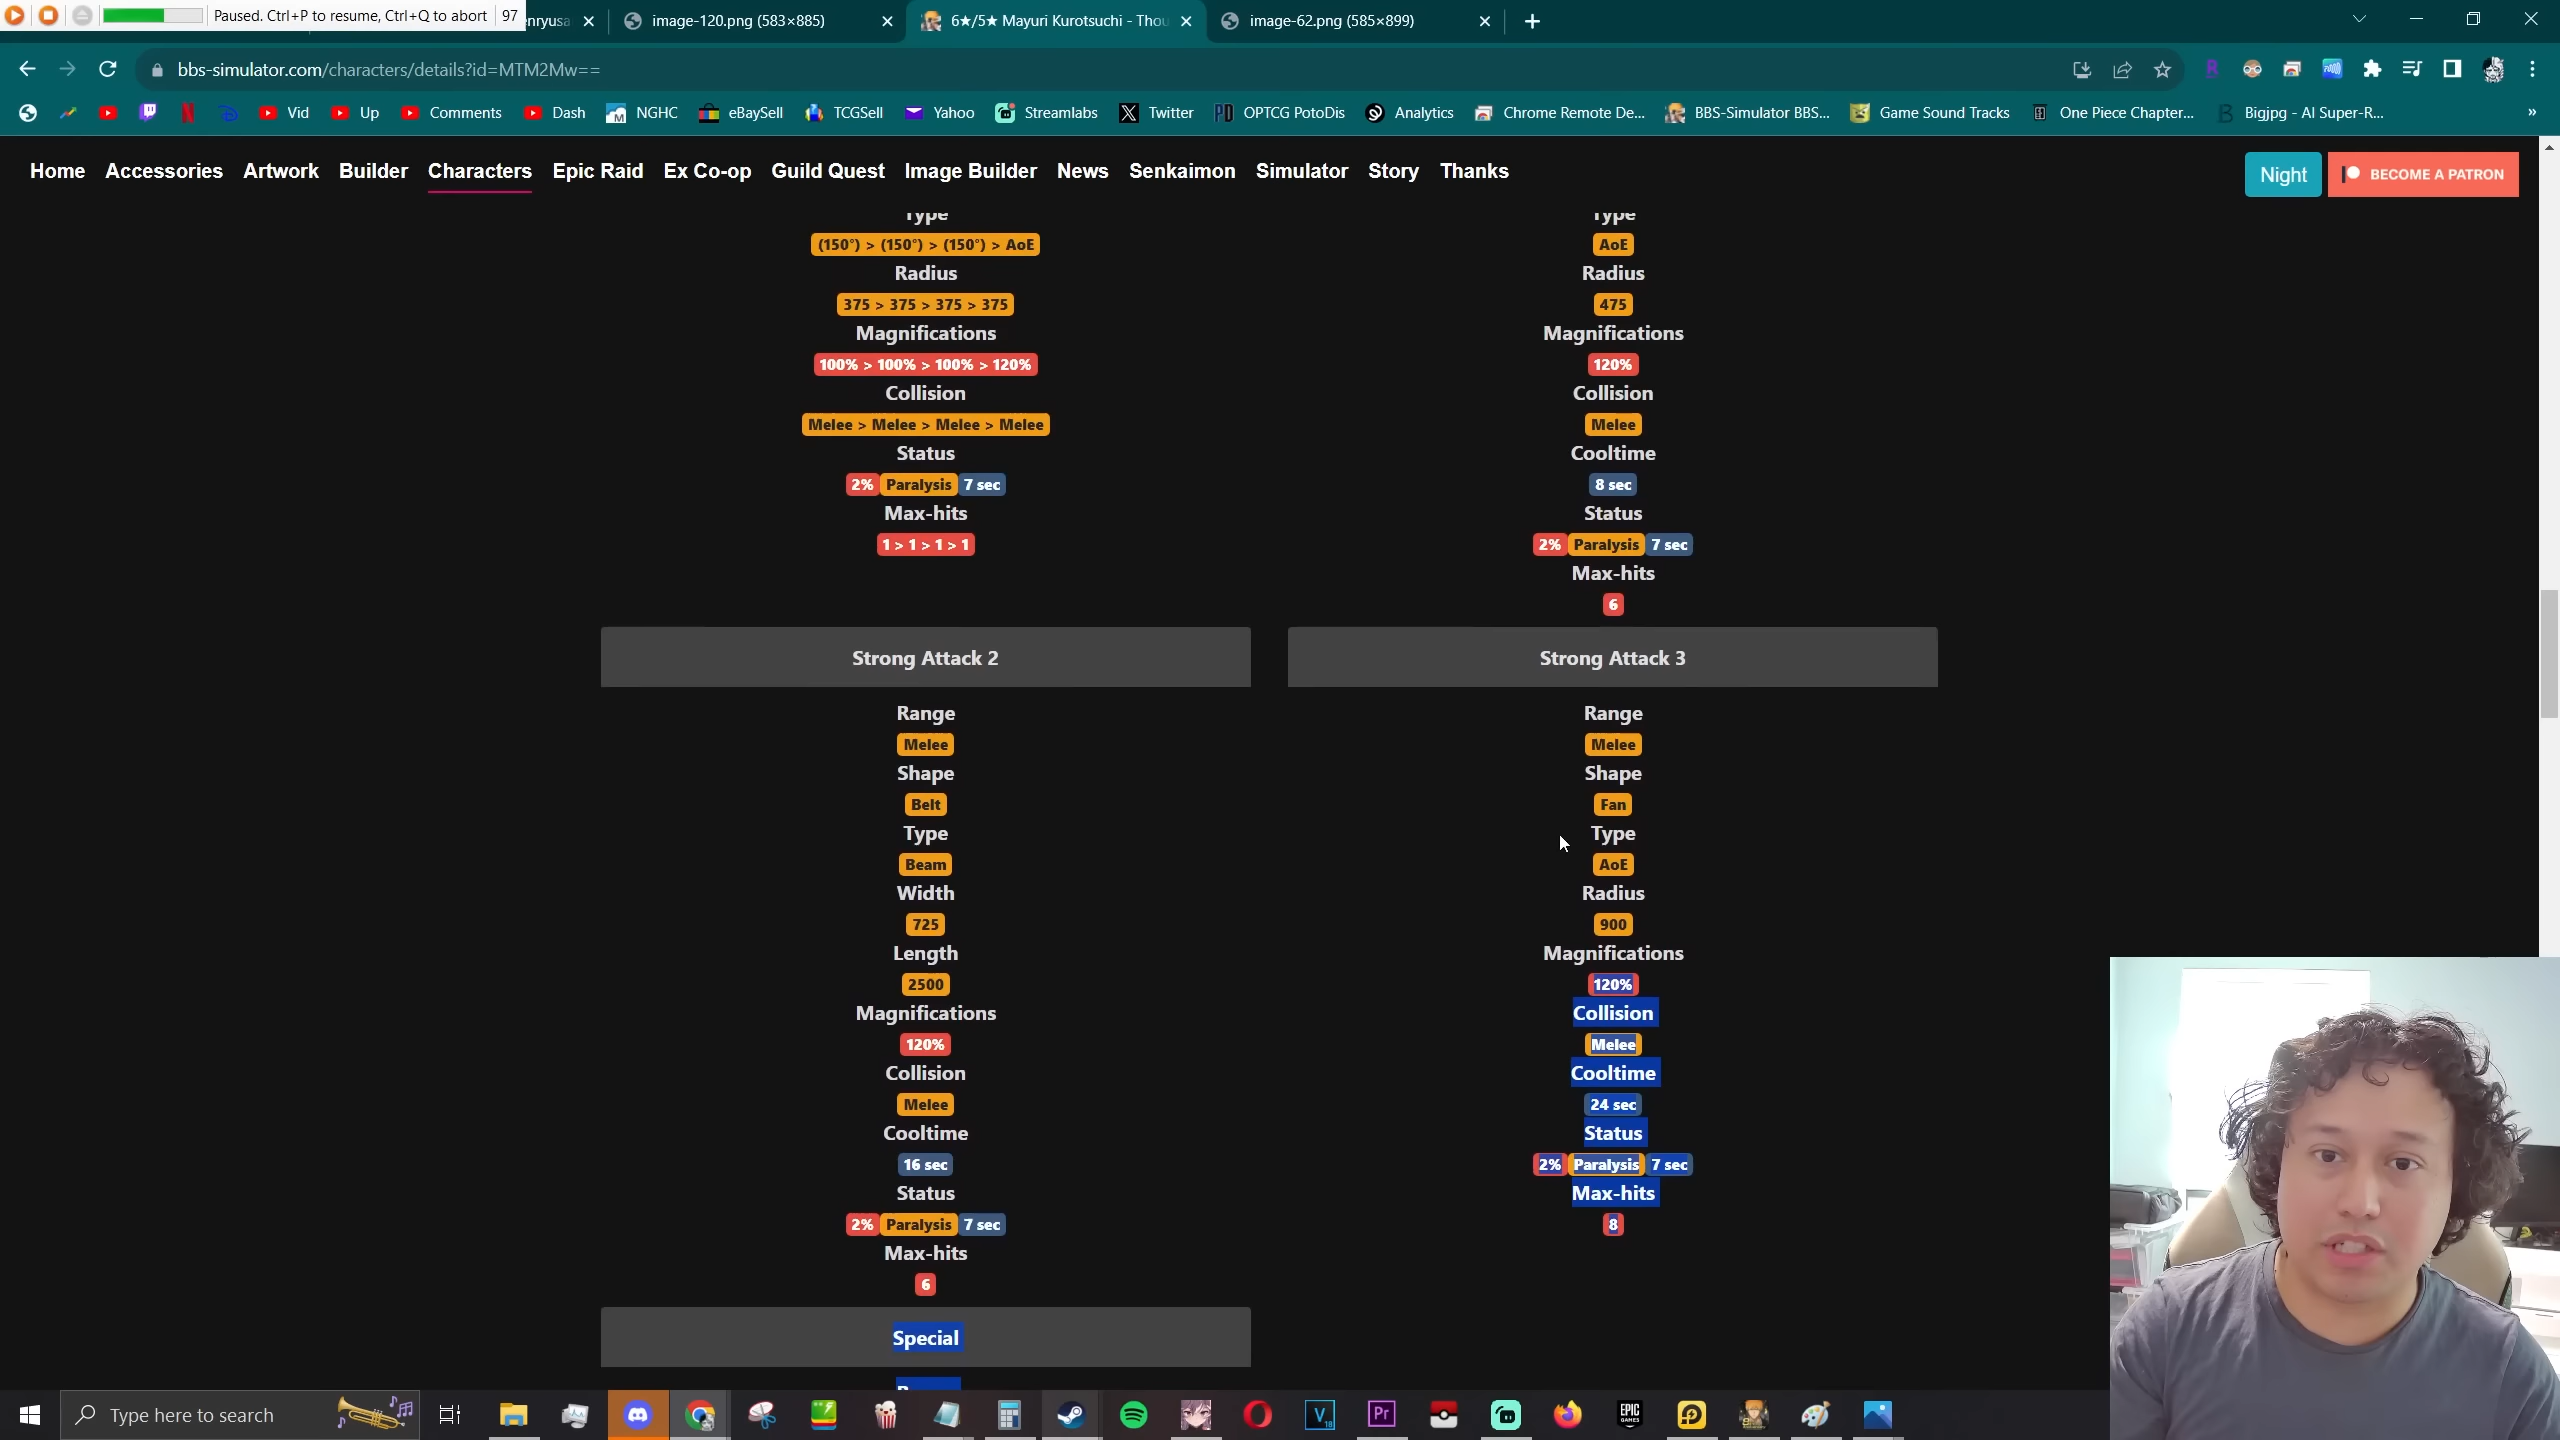 Paused. Ctrl+P to resume, Ctrl+Q to abort 97
enryusa
image-120.png (583×885)
6★/5★ Mayuri Kurotsuchi - Thou
image-62.png (585×899)
bbs-simulator.com/characters/details?id=MTM2Mw==
Vid Up Comments Dash NGHC eBaySell TCGSell Yahoo Streamlabs Twitter OPTCG PotoDis Analytics Chrome Remote De... BBS-Simulator BBS... Game Sound Tracks One Piece Chapter... Bigjpg - AI Super-R... »
Home Accessories Artwork Builder Characters Epic Raid Ex Co-op Guild Quest Image Builder News Senkaimon Simulator Story Thanks
Night
BECOME A PATRON
Type
(150°) > (150°) > (150°) > AoE
Radius
375 > 375 > 375 > 375
Magnifications
100% > 100% > 100% > 120%
Collision
Melee > Melee > Melee > Melee
Status
2% Paralysis 7 sec
Max-hits
1 > 1 > 1 > 1
Type
AoE
Radius
475
Magnifications
120%
Collision
Melee
Cooltime
8 sec
Status
2% Paralysis 7 sec
Max-hits
6
Strong Attack 2
Range
Melee
Shape
Belt
Type
Beam
Width
725
Length
2500
Magnifications
120%
Collision
Melee
Cooltime
16 sec
Status
2% Paralysis 7 sec
Max-hits
6
Strong Attack 3
Range
Melee
Shape
Fan
Type
AoE
Radius
900
Magnifications
120%
Collision
Melee
Cooltime
24 sec
Status
2% Paralysis 7 sec
Max-hits
8
Special
Type here to search
Pr
EPIC GAMES